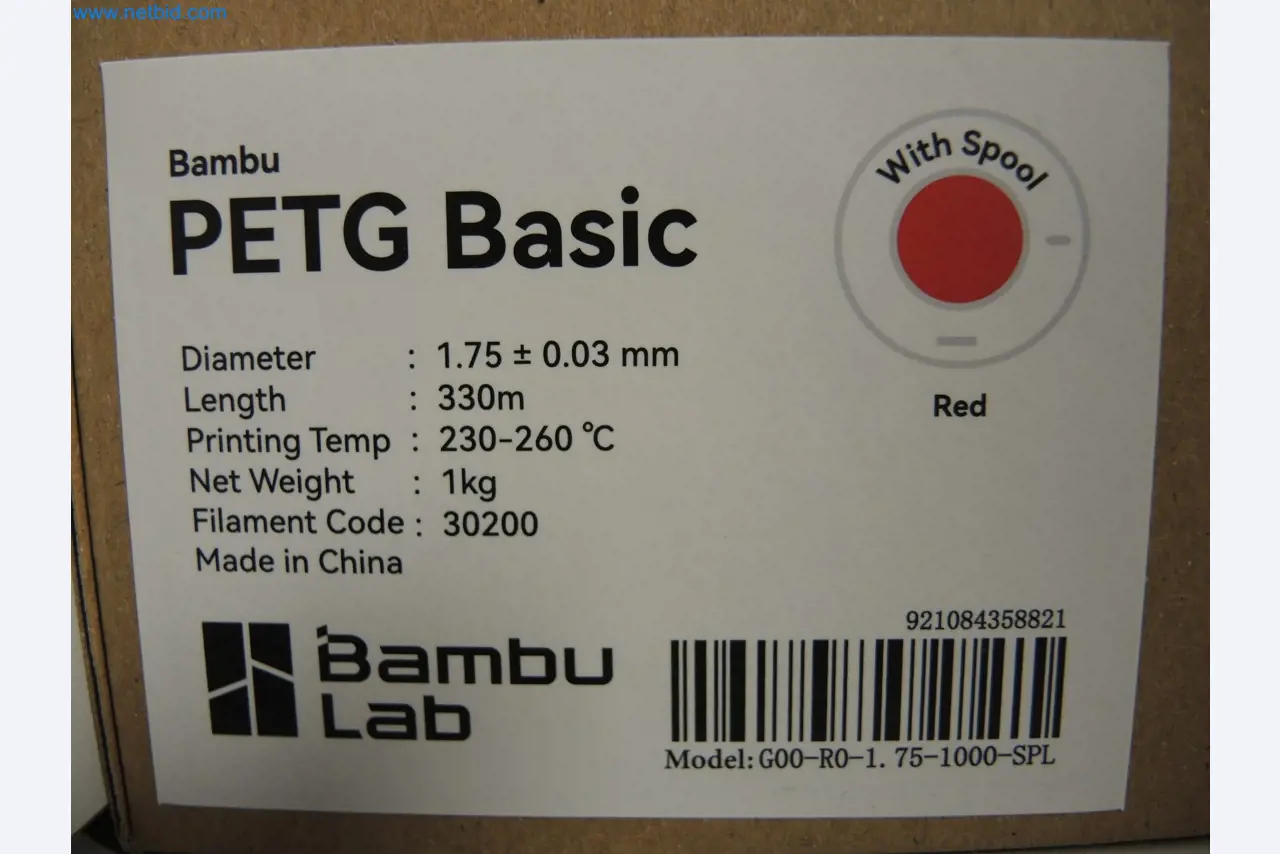 www.netbid.com
Bambu
PETG Basic
With Spool
Red
Diameter : 1.75 ± 0.03 mm
Length : 330m
Printing Temp : 230-260 ℃
Net Weight : 1kg
Filament Code : 30200
Made in China
Bambu
Lab
921084358821
Model:G00-R0-1.75-1000-SPL